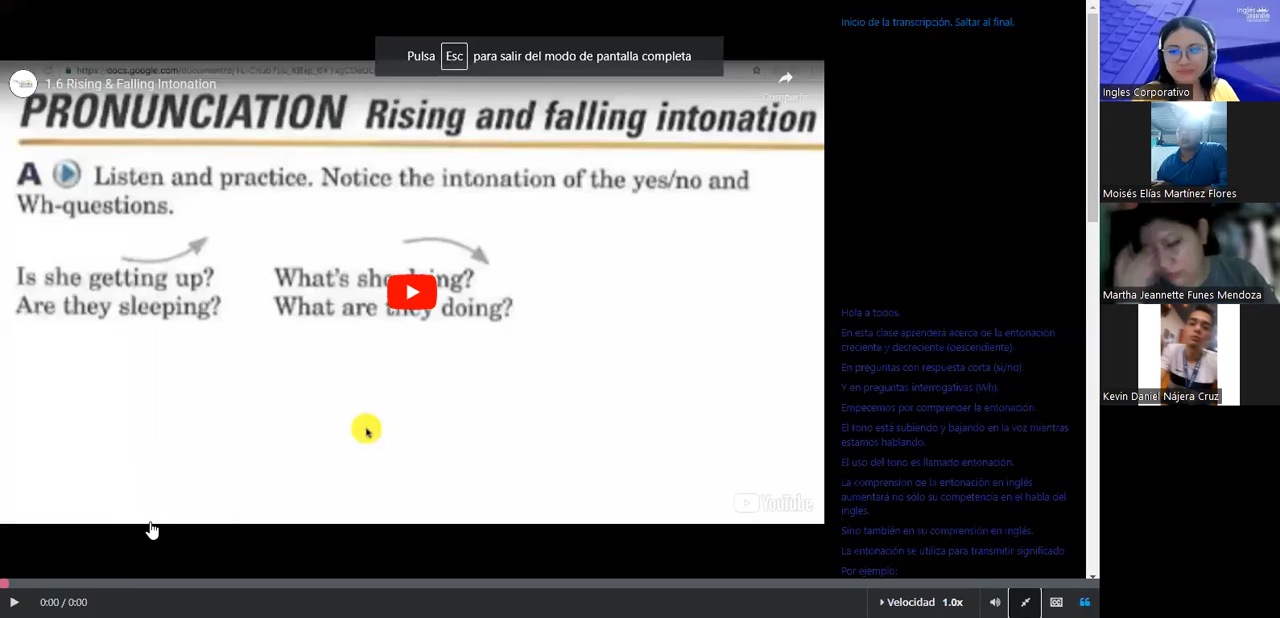 Inicio de la transcripción. Saltar al final.
Pulsa Esc para salir del modo de pantalla completa
1.6 Rising & Falling Intonation
Compartir
PRONUNCIATION Rising and falling intonation
A Listen and practice. Notice the intonation of the yes/no and
Wh-questions.
Is she getting up?
Are they sleeping?
What's she doing?
What are they doing?
YouTube
Hola a todos.
En esta clase aprenderá acerca de la entonación
creciente y decreciente (descendiente).
En preguntas con respuesta corta (si/no).
Y en preguntas interrogativas (Wh).
Empecemos por comprender la entonación.
El tono está subiendo y bajando en la voz mientras
estamos hablando.
El uso del tono es llamado entonación.
La comprensión de la entonación en inglés
aumentará no sólo su competencia en el habla del
inglés.
Sino también en su comprensión en inglés.
La entonación se utiliza para transmitir significado
Por ejemplo:
0:00 / 0:00
Velocidad 1.0x
inglés
Ingles Corporativo
Moisés Elías Martínez Flores
Martha Jeannette Funes Mendoza
Kevin Daniel Nájera Cruz